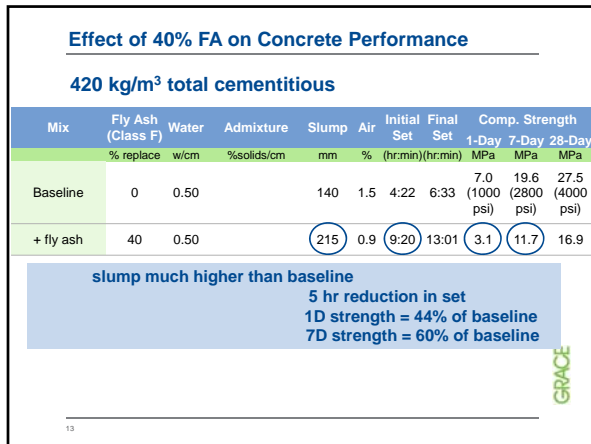 Effect of 40% FA on Concrete Performance
420 kg/m³ total cementitious
Mix Fly Ash (Class F) Water Admixture Slump Air Initial Set Final Set Comp. Strength
1-Day 7-Day 28-Day
% replace w/cm %solids/cm mm % (hr:min) (hr:min) MPa MPa MPa
Baseline 0 0.50 140 1.5 4:22 6:33 7.0 (1000 psi) 19.6 (2800 psi) 27.5 (4000 psi)
+ fly ash 40 0.50 215 0.9 9:20 13:01 3.1 11.7 16.9
slump much higher than baseline
5 hr reduction in set
1D strength = 44% of baseline
7D strength = 60% of baseline
GRACE
13